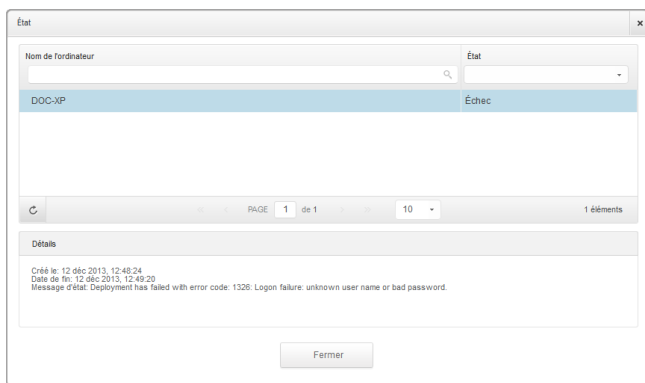 État
Nom de l'ordinateur
État
DOC-XP
Échec
PAGE 1 de 1
10
1 éléments
Détails
Créé le: 12 déc 2013, 12:48:24
Date de fin: 12 déc 2013, 12:49:20
Message d'état: Deployment has failed with error code: 1326: Logon failure: unknown user name or bad password.
Fermer